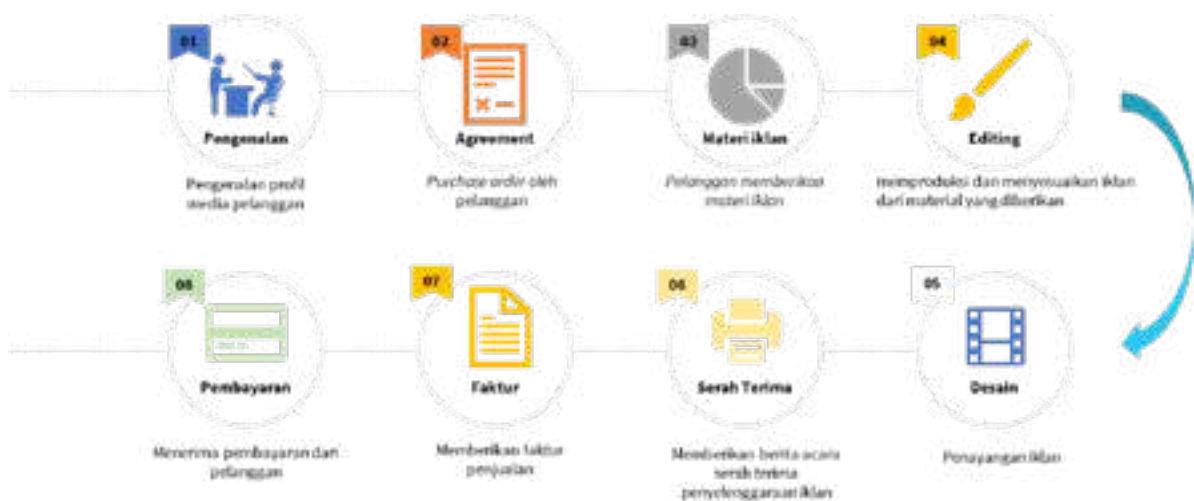 01
Pengenalan
Pengenalan profil
media pelanggan
02
Agreement
Purchase order oleh
pelanggan
03
Materi iklan
Pelanggan memberikan
materi iklan
04
Editing
memproduksi dan menyesuaikan iklan
dari material yang diberikan
05
Desain
Penayangan iklan
06
Serah Terima
Memberikan berita acara
serah terima
penyelenggaraan iklan
07
Faktur
Memberikan faktur
penjualan
08
Pembayaran
Menerima pembayaran dari
pelanggan